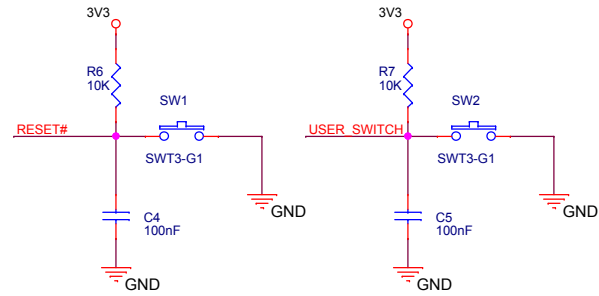 3V3
R6
10K
SW1
RESET#
SWT3-G1
GND
C4
100nF
GND
3V3
R7
10K
SW2
USER_SWITCH
SWT3-G1
GND
C5
100nF
GND